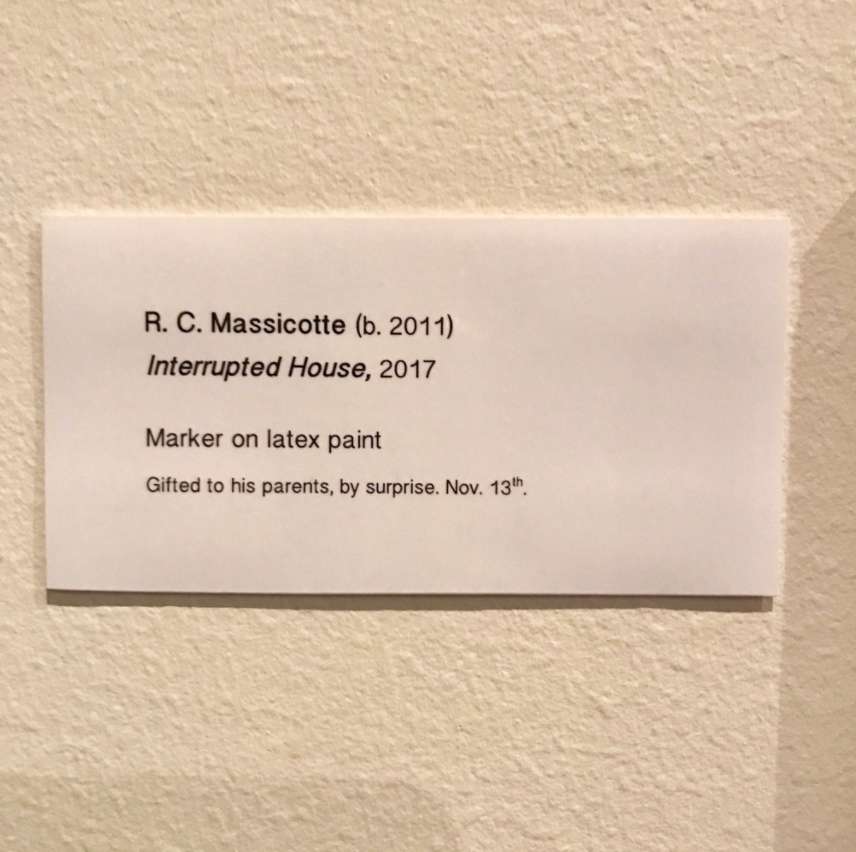 R. C. Massicotte (b. 2011)
Interrupted House, 2017
Marker on latex paint
Gifted to his parents, by surprise. Nov. 13th.